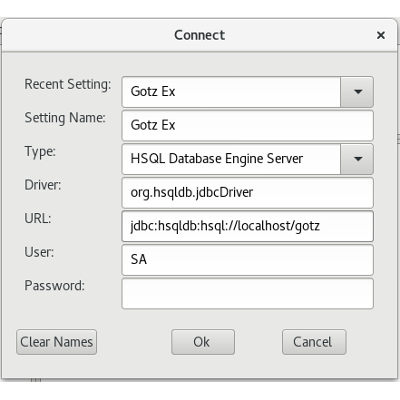 Connect
Recent Setting: Gotz Ex
Setting Name: Gotz Ex
Type: HSQL Database Engine Server
Driver: org.hsqldb.jdbcDriver
URL: jdbc:hsqldb:hsql://localhost/gotz
User: SA
Password:
Clear Names Ok Cancel